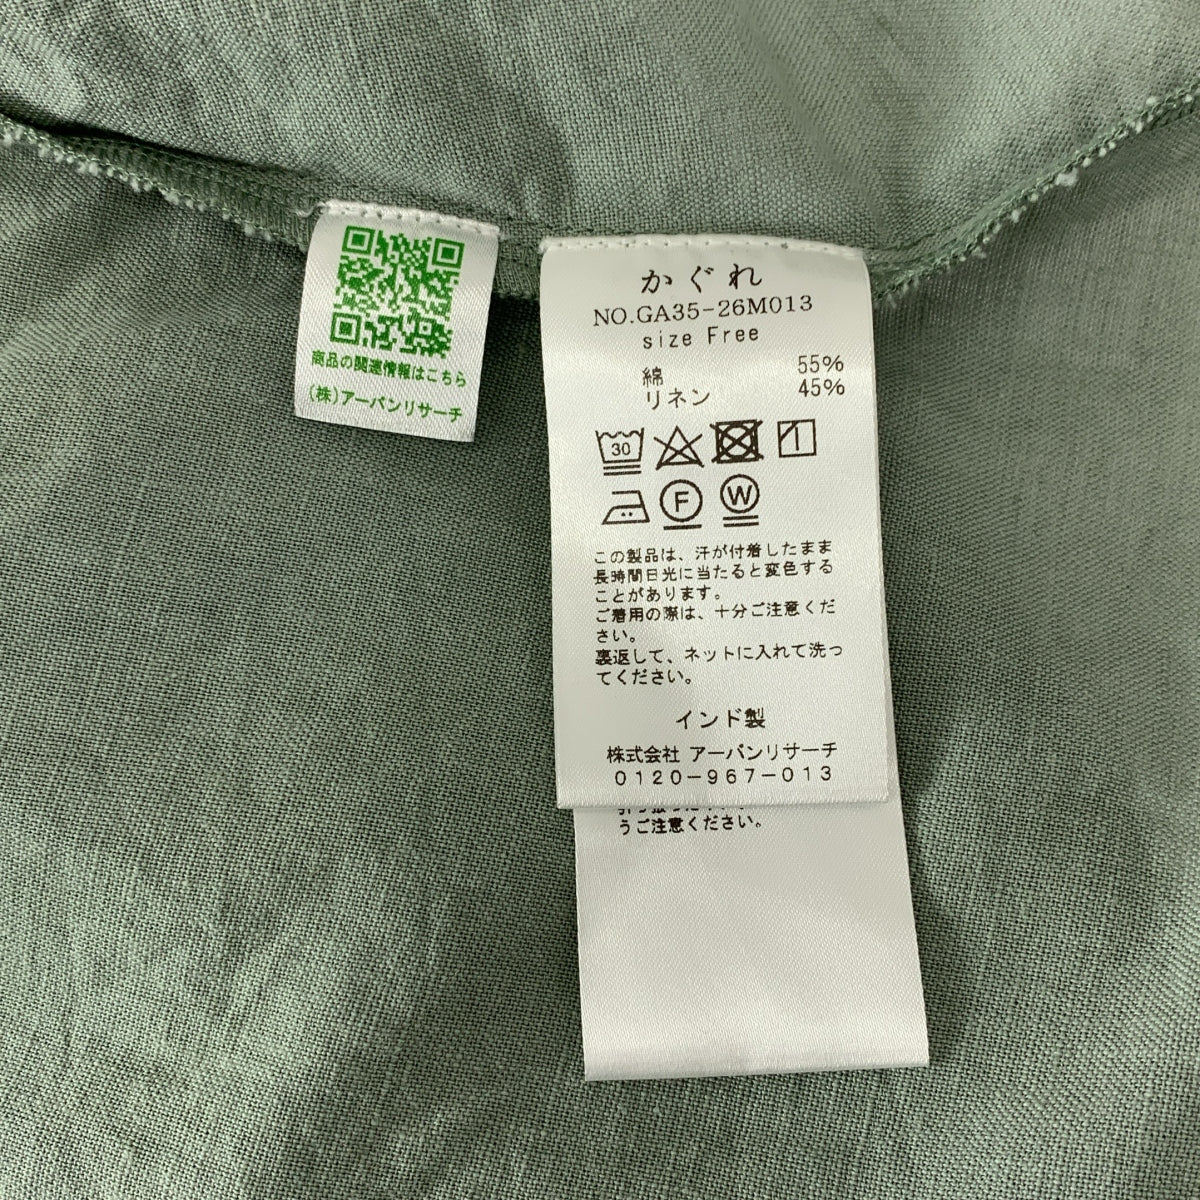 商品の関連情報はこちら
(株)アーバンリサーチ
かぐれ
NO.GA35-26M013
size Free
綿 55%
リネン 45%
30
F W
この製品は、汗が付着したまま
長時間日光に当たると変色する
ことがあります。
ご着用の際は、十分ご注意くだ
さい。
裏返して、ネットに入れて洗っ
てください。
インド製
株式会社 アーバンリサーチ
0120-967-013
うご注意ください。